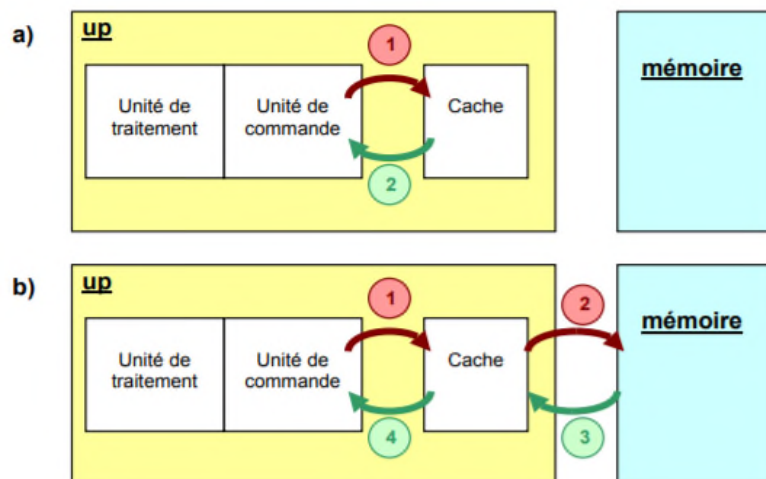 a)
up
1
Unité de
traitement
Unité de
commande
Cache
2
mémoire
b)
up
1
2
Unité de
traitement
Unité de
commande
Cache
4
3
mémoire